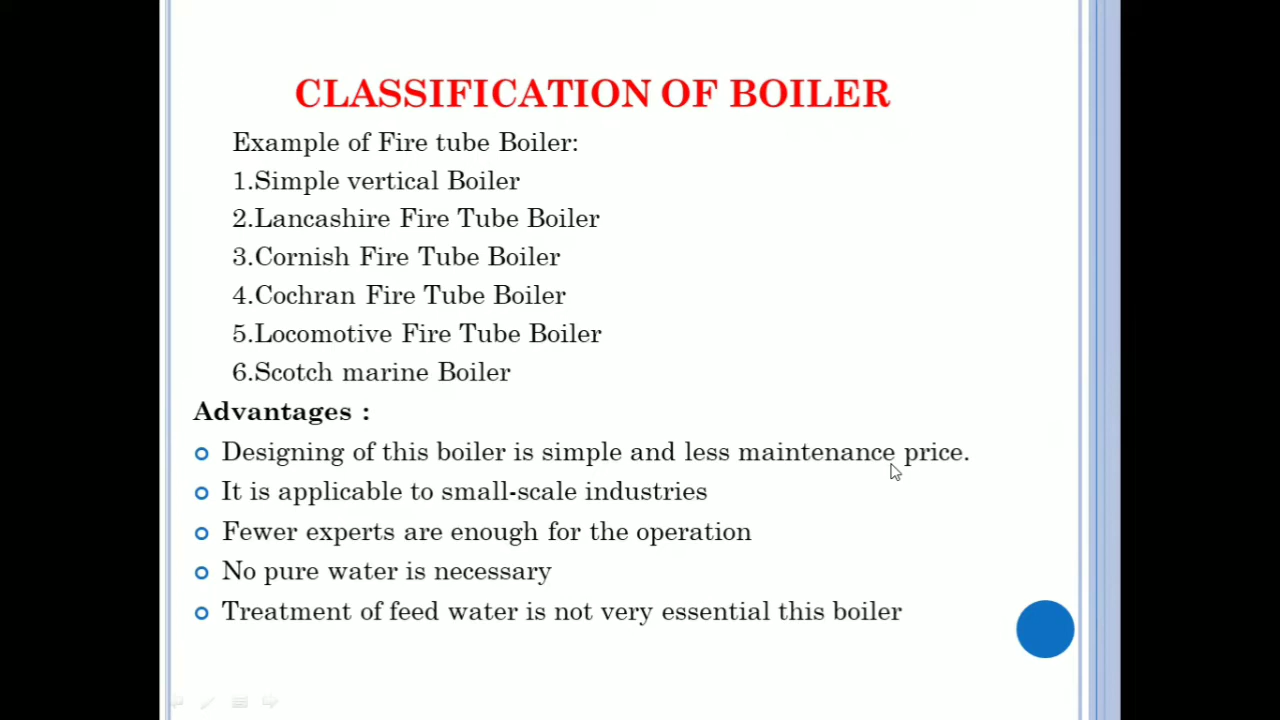 CLASSIFICATION OF BOILER
Example of Fire tube Boiler:
1.Simple vertical Boiler
2.Lancashire Fire Tube Boiler
3.Cornish Fire Tube Boiler
4.Cochran Fire Tube Boiler
5.Locomotive Fire Tube Boiler
6.Scotch marine Boiler
Advantages :
Designing of this boiler is simple and less maintenance price.
It is applicable to small-scale industries
Fewer experts are enough for the operation
No pure water is necessary
Treatment of feed water is not very essential this boiler